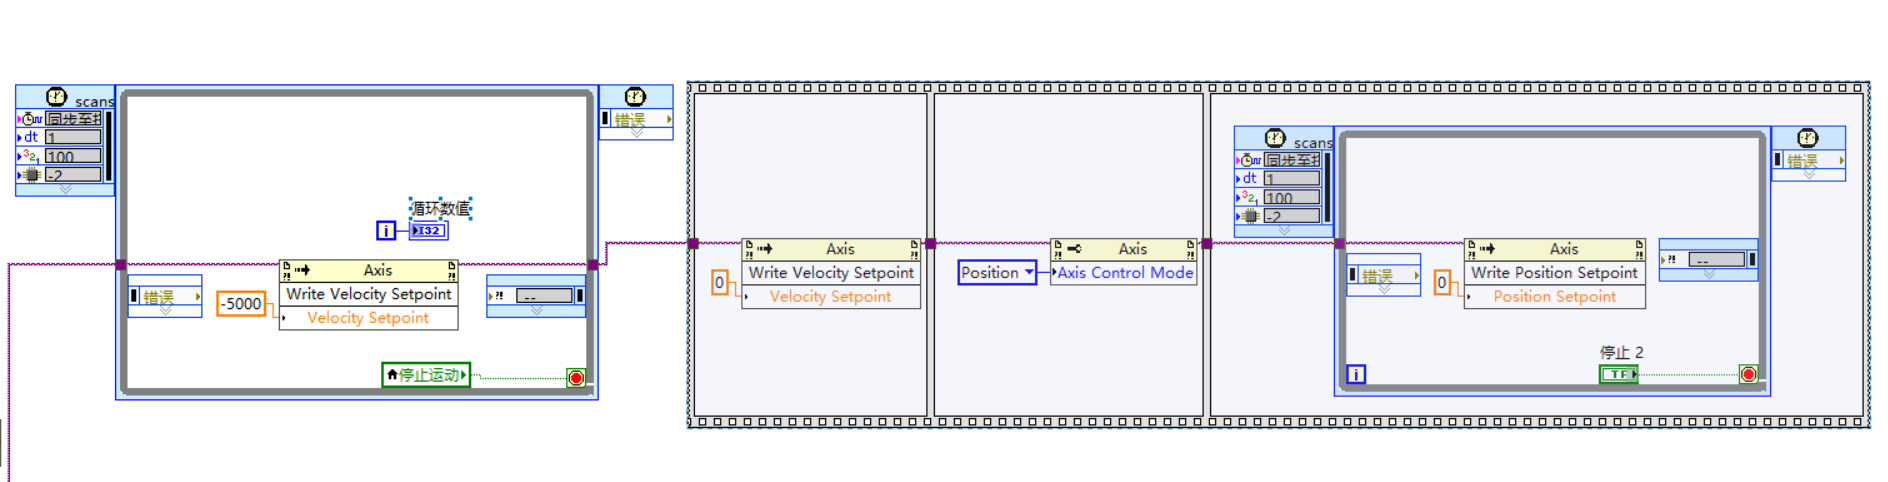 scans
同步至扫
dt 1
100
-2
错误
循环数值
i
I32
错误
-5000
Axis
Write Velocity Setpoint
Velocity Setpoint
?! --
停止运动
0
Axis
Write Velocity Setpoint
Velocity Setpoint
Position
Axis
Axis Control Mode
scans
同步至扫
dt 1
100
-2
错误
错误
0
Axis
Write Position Setpoint
Position Setpoint
?! --
停止 2
TF
i